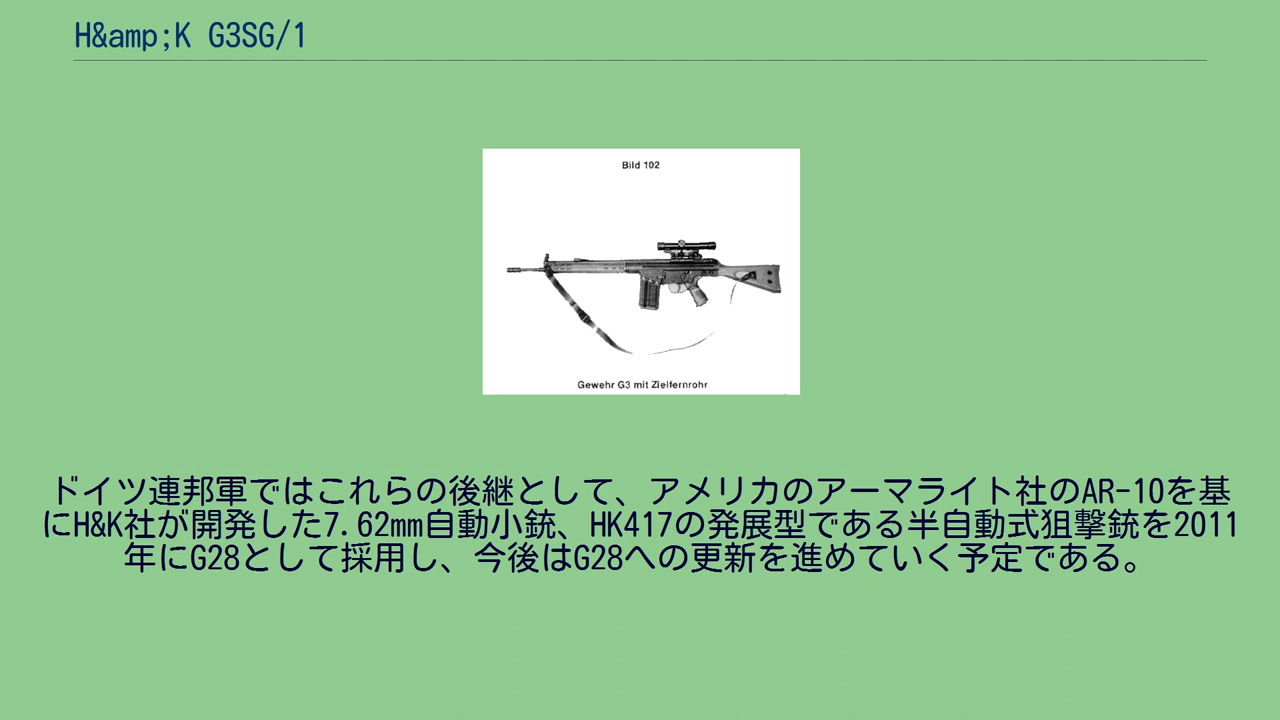 H&amp;K G3SG/1
Bild 102
Gewehr G3 mit Zielfernrohr
ドイツ連邦軍ではこれらの後継として、アメリカのアーマライト社のAR-10を基
にH&K社が開発した7.62mm自動小銃、HK417の発展型である半自動式狙撃銃を2011
年にG28として採用し、今後はG28への更新を進めていく予定である。